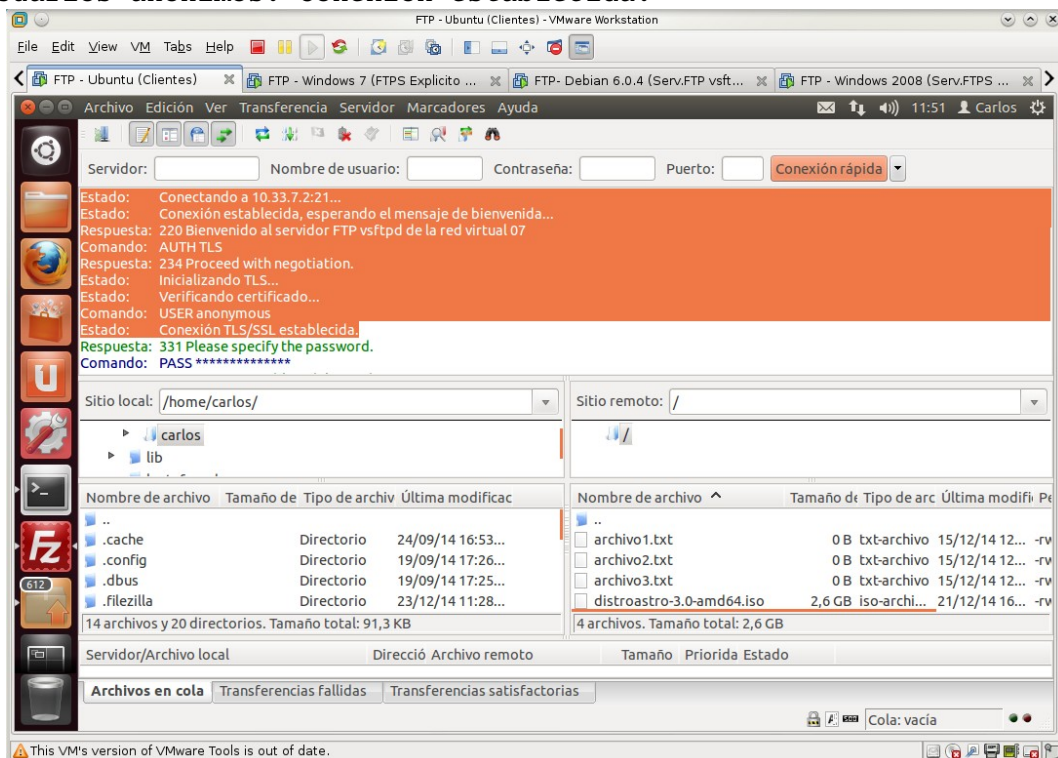 FTP - Ubuntu (Clientes) - VMware Workstation
File Edit View VM Tabs Help
FTP - Ubuntu (Clientes) FTP - Windows 7 (FTPS Explicito ... FTP- Debian 6.0.4 (Serv.FTP vsft... FTP - Windows 2008 (Serv.FTPS ...
Archivo Edición Ver Transferencia Servidor Marcadores Ayuda 11:51 Carlos
Servidor: Nombre de usuario: Contraseña: Puerto: Conexión rápida
Estado: Conectando a 10.33.7.2:21...
Estado: Conexión establecida, esperando el mensaje de bienvenida...
Respuesta: 220 Bienvenido al servidor FTP vsftpd de la red virtual 07
Comando: AUTH TLS
Respuesta: 234 Proceed with negotiation.
Estado: Inicializando TLS...
Estado: Verificando certificado...
Comando: USER anonymous
Estado: Conexión TLS/SSL establecida.
Respuesta: 331 Please specify the password.
Comando: PASS **************
Sitio local: /home/carlos/ Sitio remoto: /
carlos /
lib
Nombre de archivo Tamaño de Tipo de archiv Última modificac Nombre de archivo Tamaño de Tipo de arc Última modifi Pe
.. ..
.cache Directorio 24/09/14 16:53... archivo1.txt 0 B txt-archivo 15/12/14 12... -rw
.config Directorio 19/09/14 17:26... archivo2.txt 0 B txt-archivo 15/12/14 12... -rw
.dbus Directorio 19/09/14 17:25... archivo3.txt 0 B txt-archivo 15/12/14 12... -rw
.filezilla Directorio 23/12/14 11:28... distroastro-3.0-amd64.iso 2,6 GB iso-archi... 21/12/14 16... -rw
14 archivos y 20 directorios. Tamaño total: 91,3 KB 4 archivos. Tamaño total: 2,6 GB
612
Servidor/Archivo local Direcció Archivo remoto Tamaño Priorida Estado
Archivos en cola Transferencias fallidas Transferencias satisfactorias
Cola: vacía
This VM's version of VMware Tools is out of date.